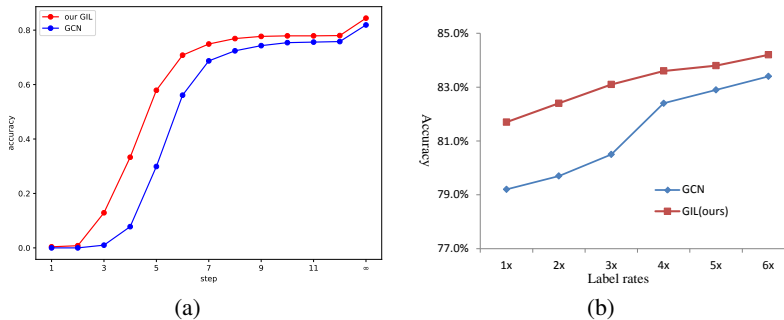 our GIL
GCN
accuracy
0.8
0.6
0.4
0.2
0.0
1 3 5 7 9 11 ∞
step
(a)
85.0%
83.0%
81.0%
79.0%
77.0%
Accuracy
GCN
GIL(ours)
1x 2x 3x 4x 5x 6x
Label rates
(b)